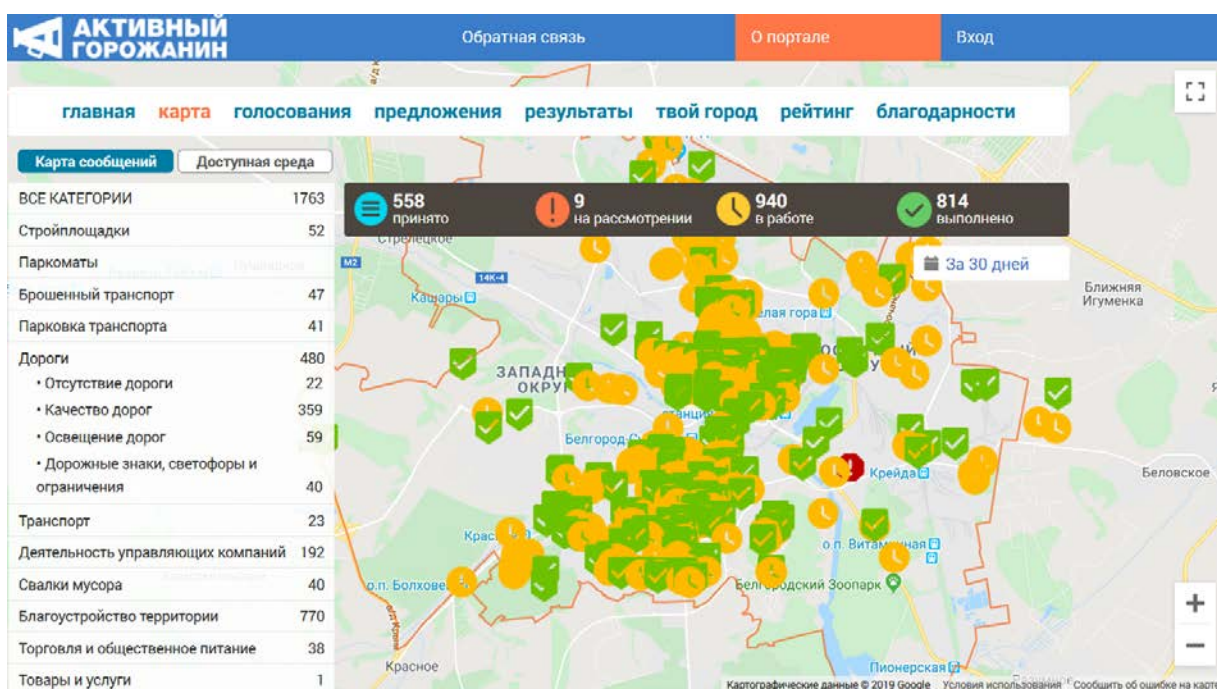 АКТИВНЫЙ
ГОРОЖАНИН
Обратная связь
О портале
Вход
главная карта голосования предложения результаты твой город рейтинг благодарности
Карта сообщений Доступная среда
ВСЕ КАТЕГОРИИ 1763
Стройплощадки 52
Паркоматы
Брошенный транспорт 47
Парковка транспорта 41
Дороги 480
• Отсутствие дороги 22
• Качество дорог 359
• Освещение дорог 59
• Дорожные знаки, светофоры и
ограничения 40
Транспорт 23
Деятельность управляющих компаний 192
Свалки мусора 40
Благоустройство территории 770
Торговля и общественное питание 38
Товары и услуги 1
558
принято
9
на рассмотрении
940
в работе
814
выполнено
За 30 дней
Стрелецкое
M2
14К-4
Кашары
Ближняя
Игуменка
Крейда
Беловское
Белгородский Зоопарк
Красное
Пионерская
Картографические данные © 2019 Google Условия использования Сообщить об ошибке на карте
+
−